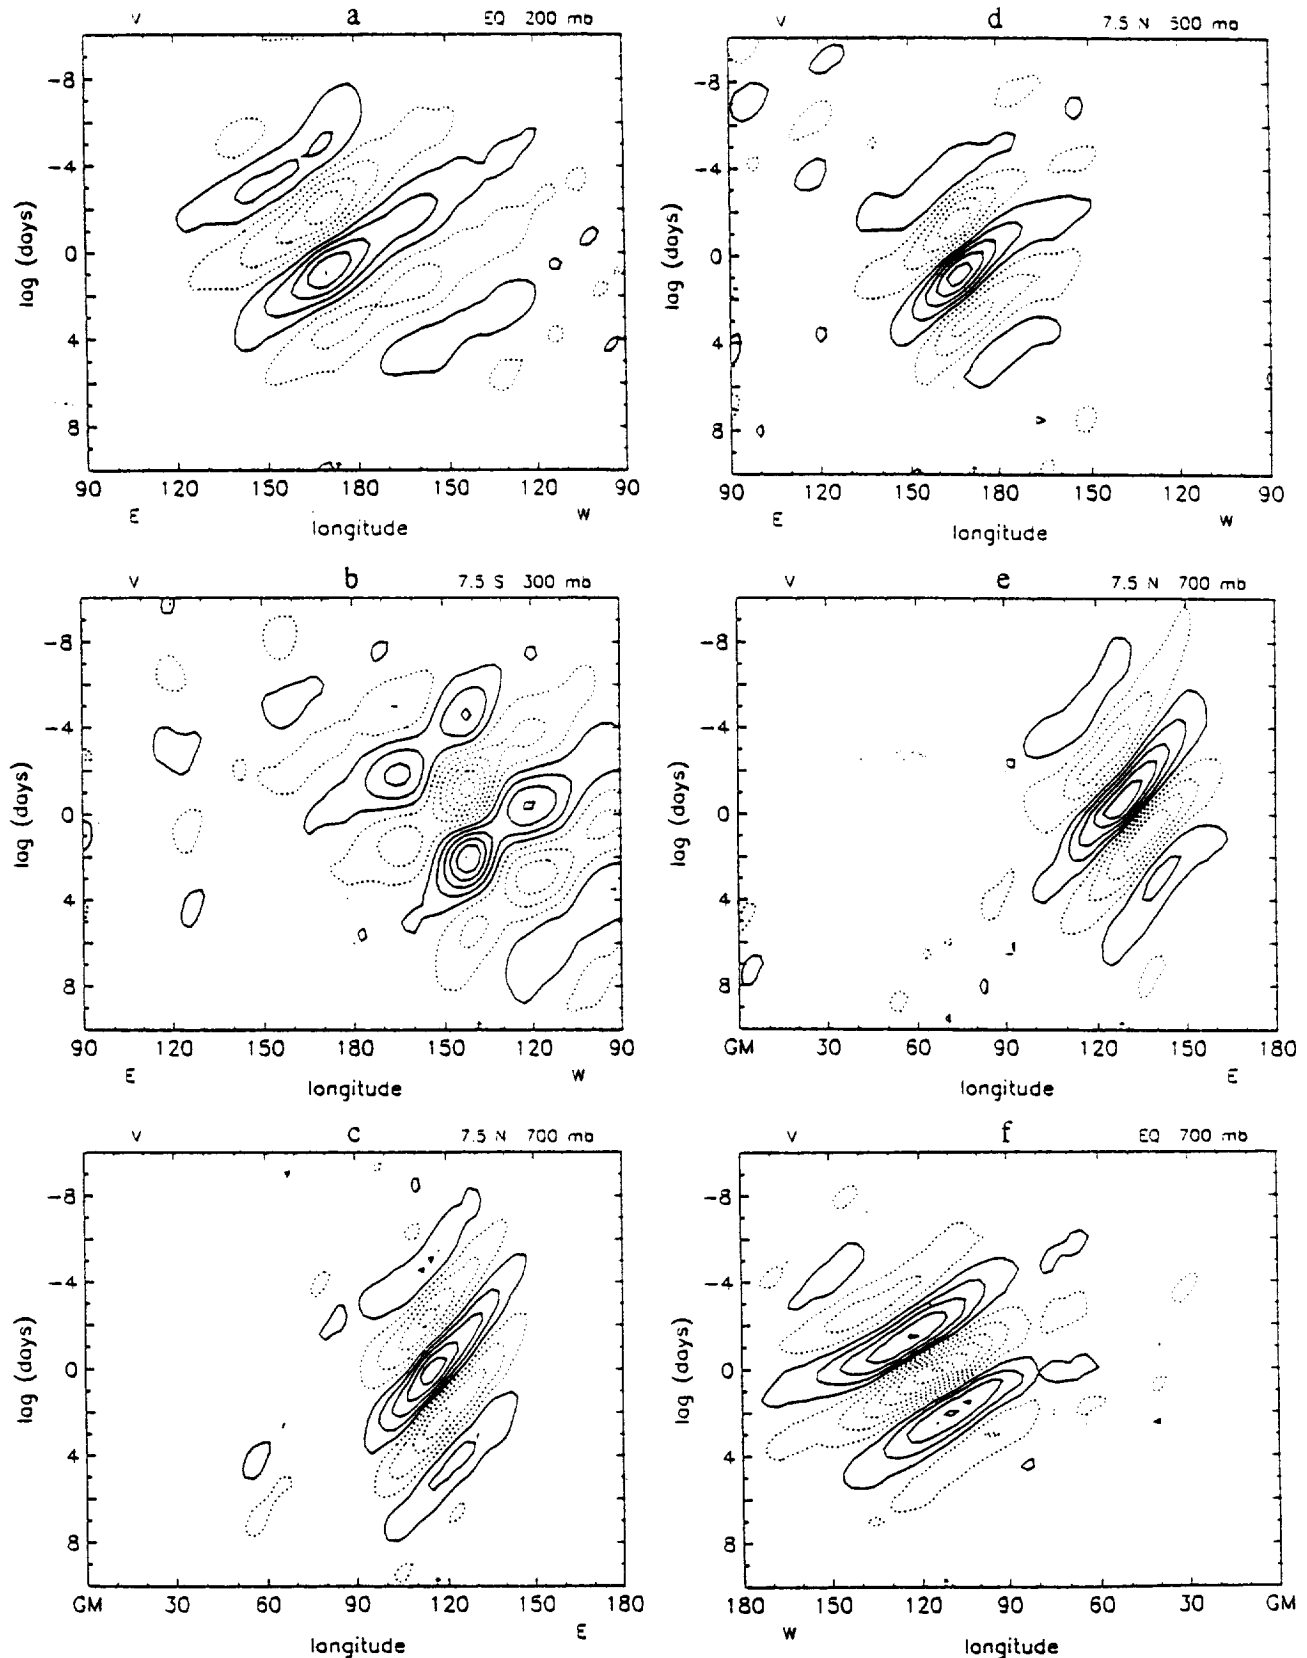 V a EQ 200 mb
-8
-4
0
4
8
lag (days)
90 120 150 180 150 120 90
E longitude W
V d 7.5 N 500 mb
-8
-4
0
4
8
lag (days)
90 120 150 180 150 120 90
E longitude W
V b 7.5 S 300 mb
-8
-4
0
4
8
lag (days)
90 120 150 180 150 120 90
E longitude W
V e 7.5 N 700 mb
-8
-4
0
4
8
lag (days)
GM 30 60 90 120 150 180
longitude E
V c 7.5 N 700 mb
-8
-4
0
4
8
lag (days)
GM 30 60 90 120 150 180
longitude E
V f EQ 700 mb
-8
-4
0
4
8
lag (days)
180 150 120 90 60 30 GM
W longitude